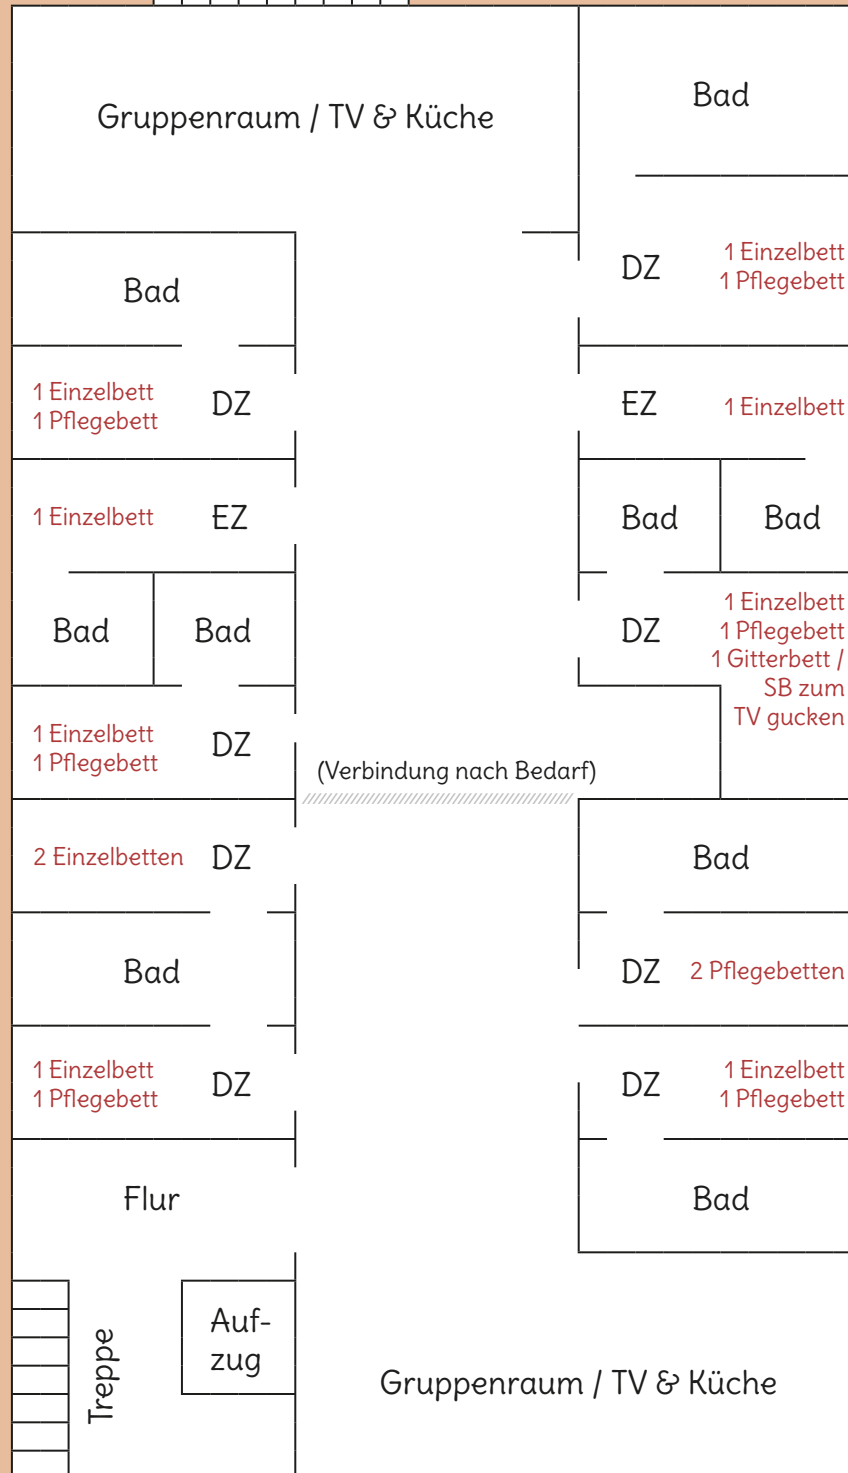 Gruppenraum / TV & Küche
Bad
DZ
1 Einzelbett
1 Pflegebett
Bad
1 Einzelbett
1 Pflegebett
DZ
EZ
1 Einzelbett
1 Einzelbett
EZ
Bad
Bad
Bad
Bad
DZ
1 Einzelbett
1 Pflegebett
1 Gitterbett /
SB zum
TV gucken
1 Einzelbett
1 Pflegebett
DZ
(Verbindung nach Bedarf)
2 Einzelbetten
DZ
Bad
Bad
DZ
2 Pflegebetten
1 Einzelbett
1 Pflegebett
DZ
DZ
1 Einzelbett
1 Pflegebett
Flur
Bad
Treppe
Auf-
zug
Gruppenraum / TV & Küche